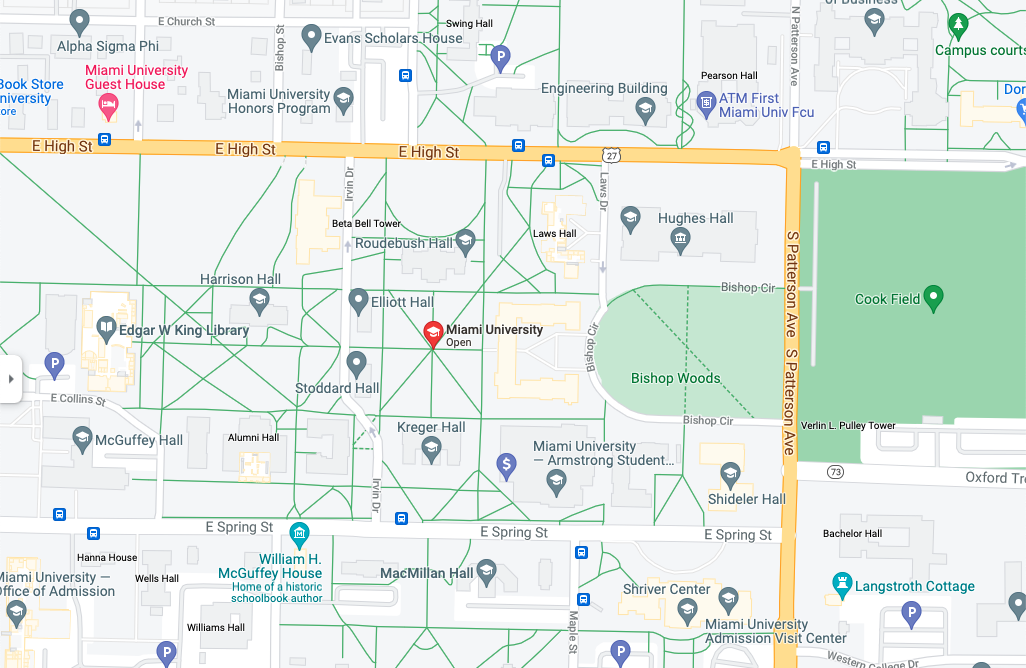 E Church St
Alpha Sigma Phi
Bishop St
Evans Scholars House
Swing Hall
P
N Patterson Ave
of Business
Campus courts
Book Store
niversity
ore
Miami University
Guest House
Miami University
Honors Program
Engineering Building
Pearson Hall
ATM First
Miami Univ Fcu
Dor
E High St
E High St
E High St
27
E High St
Irvin Dr
Laws Dr
Beta Bell Tower
Roudebush Hall
Laws Hall
Hughes Hall
S Patterson Ave
S Patterson Ave
Harrison Hall
Elliott Hall
Bishop Cir
Cook Field
Edgar W King Library
Miami University
Open
Bishop Cir
P
Stoddard Hall
Bishop Woods
E Collins St
Bishop Cir
Verlin L. Pulley Tower
McGuffey Hall
Alumni Hall
Kreger Hall
$
Miami University
— Armstrong Student...
Shideler Hall
73
Oxford Tre
Irvin Dr
E Spring St
E Spring St
E Spring St
Hanna House
Miami University —
Office of Admission
Wells Hall
William H.
McGuffey House
Home of a historic
schoolbook author
MacMillan Hall
Bachelor Hall
Langstroth Cottage
Shriver Center
Maple St
Williams Hall
Miami University
Admission Visit Center
P
P
P
Western College Dr